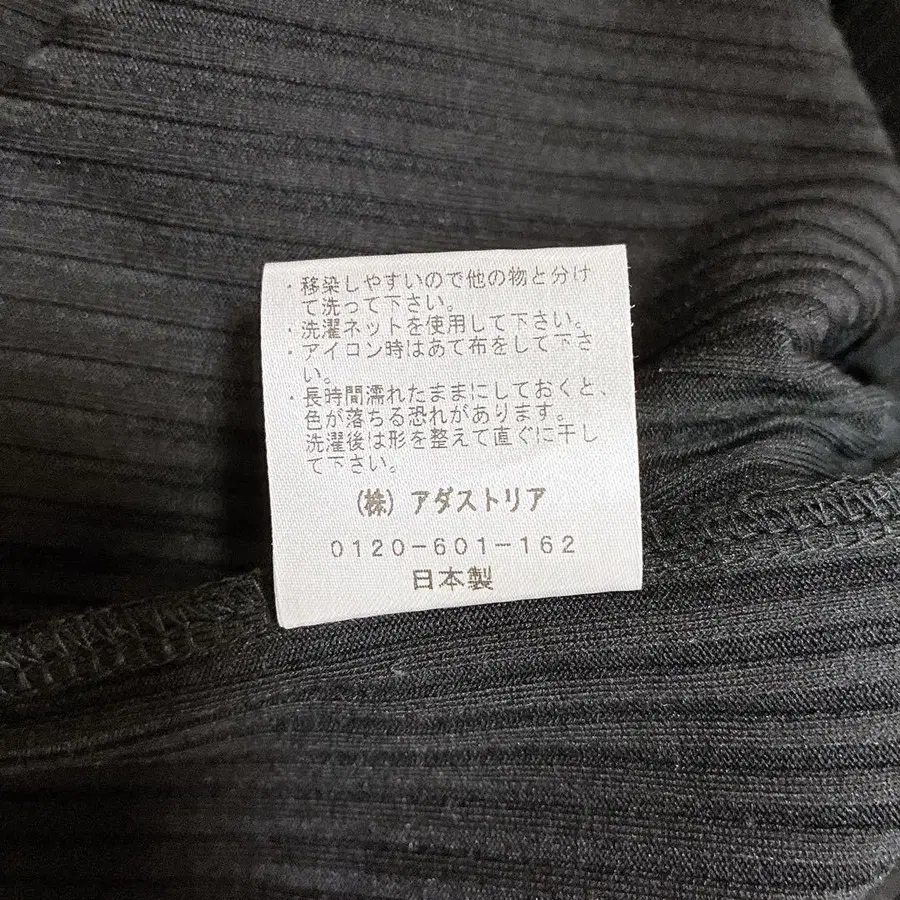 ・移染しやすいので他の物と分け
て洗って下さい。
・洗濯ネットを使用して下さい。
・アイロン時はあて布をして下さ
い。
・長時間濡れたままにしておくと、
色が落ちる恐れがあります。
洗濯後は形を整えて直ぐに干し
て下さい。
(株) アダストリア
0120-601-162
日本製